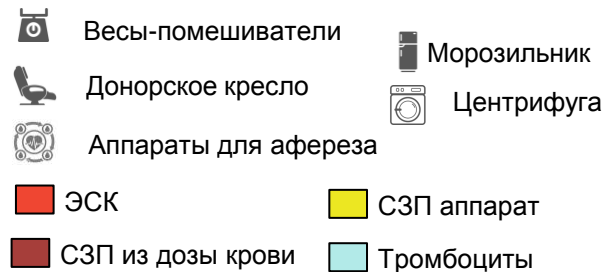 Весы-помешиватели
Морозильник
Донорское кресло
Центрифуга
Аппараты для афереза
ЭСК
СЗП аппарат
СЗП из дозы крови
Тромбоциты